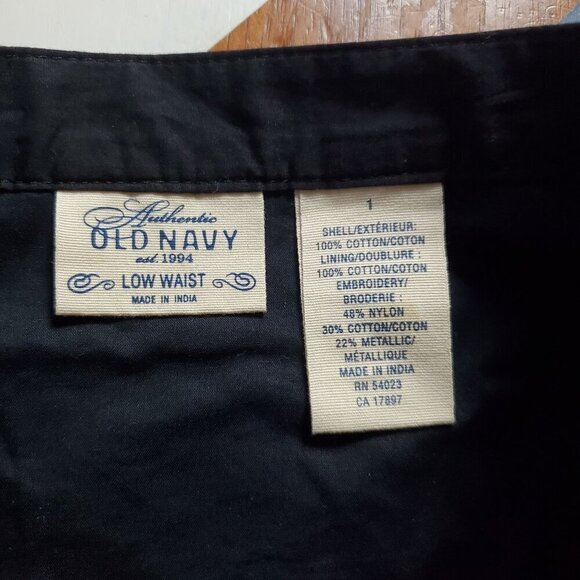 Authentic
OLD NAVY
est. 1994
LOW WAIST
MADE IN INDIA
1
SHELL/EXTÉRIEUR:
100% COTTON/COTON
LINING/DOUBLURE :
100% COTTON/COTON
EMBROIDERY/
BRODERIE :
48% NYLON
30% COTTON/COTON
22% METALLIC/
MÉTALLIQUE
MADE IN INDIA
RN 54023
CA 17897